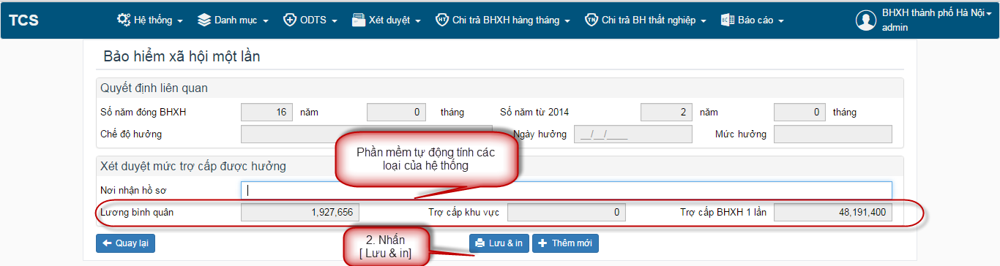 TCS Hệ thống Danh mục ODTS Xét duyệt Chi trả BHXH hàng tháng Chi trả BH thất nghiệp Báo cáo BHXH thành phố Hà Nội
admin
Bảo hiểm xã hội một lần
Quyết định liên quan
Số năm đóng BHXH 16 năm 0 tháng Số năm từ 2014 2 năm 0 tháng
Chế độ hưởng Ngày hưởng __/__/____ Mức hưởng
Phần mềm tự động tính các
loại của hệ thống
Xét duyệt mức trợ cấp được hưởng
Nơi nhận hồ sơ
Lương bình quân 1,927,656 Trợ cấp khu vực 0 Trợ cấp BHXH 1 lần 48,191,400
Quay lại Lưu & in Thêm mới
2. Nhấn
[ Lưu & in]